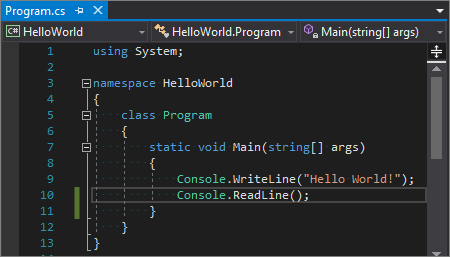 Program.cs
HelloWorld HelloWorld.Program Main(string[] args)
1 using System;
2
3 namespace HelloWorld
4 {
5 class Program
6 {
7 static void Main(string[] args)
8 {
9 Console.WriteLine("Hello World!");
10 Console.ReadLine();
11 }
12 }
13 }